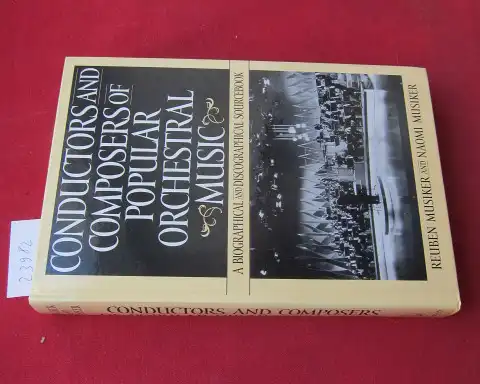 CONDUCTORS AND
COMPOSERS OF
POPULAR
ORCHESTRAL
MUSIC
A BIOGRAPHICAL AND DISCOGRAPHICAL SOURCEBOOK
REUBEN MUSIKER AND NAOMI MUSIKER
CONDUCTORS AND COMPOSERS